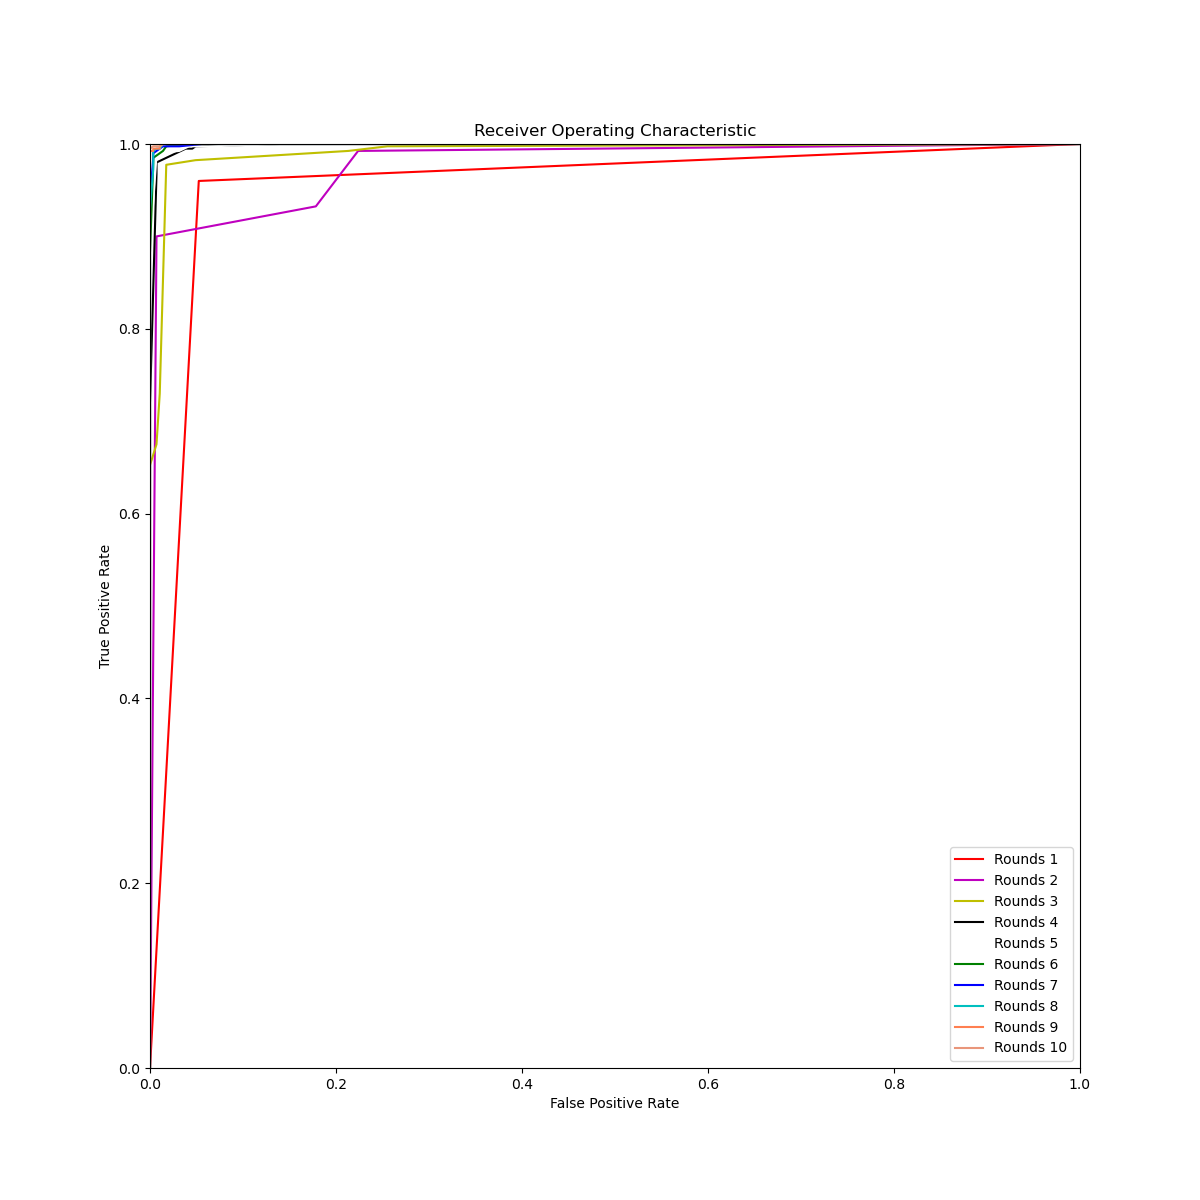 Receiver Operating Characteristic
1.0
0.8
0.6
0.4
0.2
0.0
True Positive Rate
0.0 0.2 0.4 0.6 0.8 1.0
False Positive Rate
Rounds 1
Rounds 2
Rounds 3
Rounds 4
Rounds 5
Rounds 6
Rounds 7
Rounds 8
Rounds 9
Rounds 10